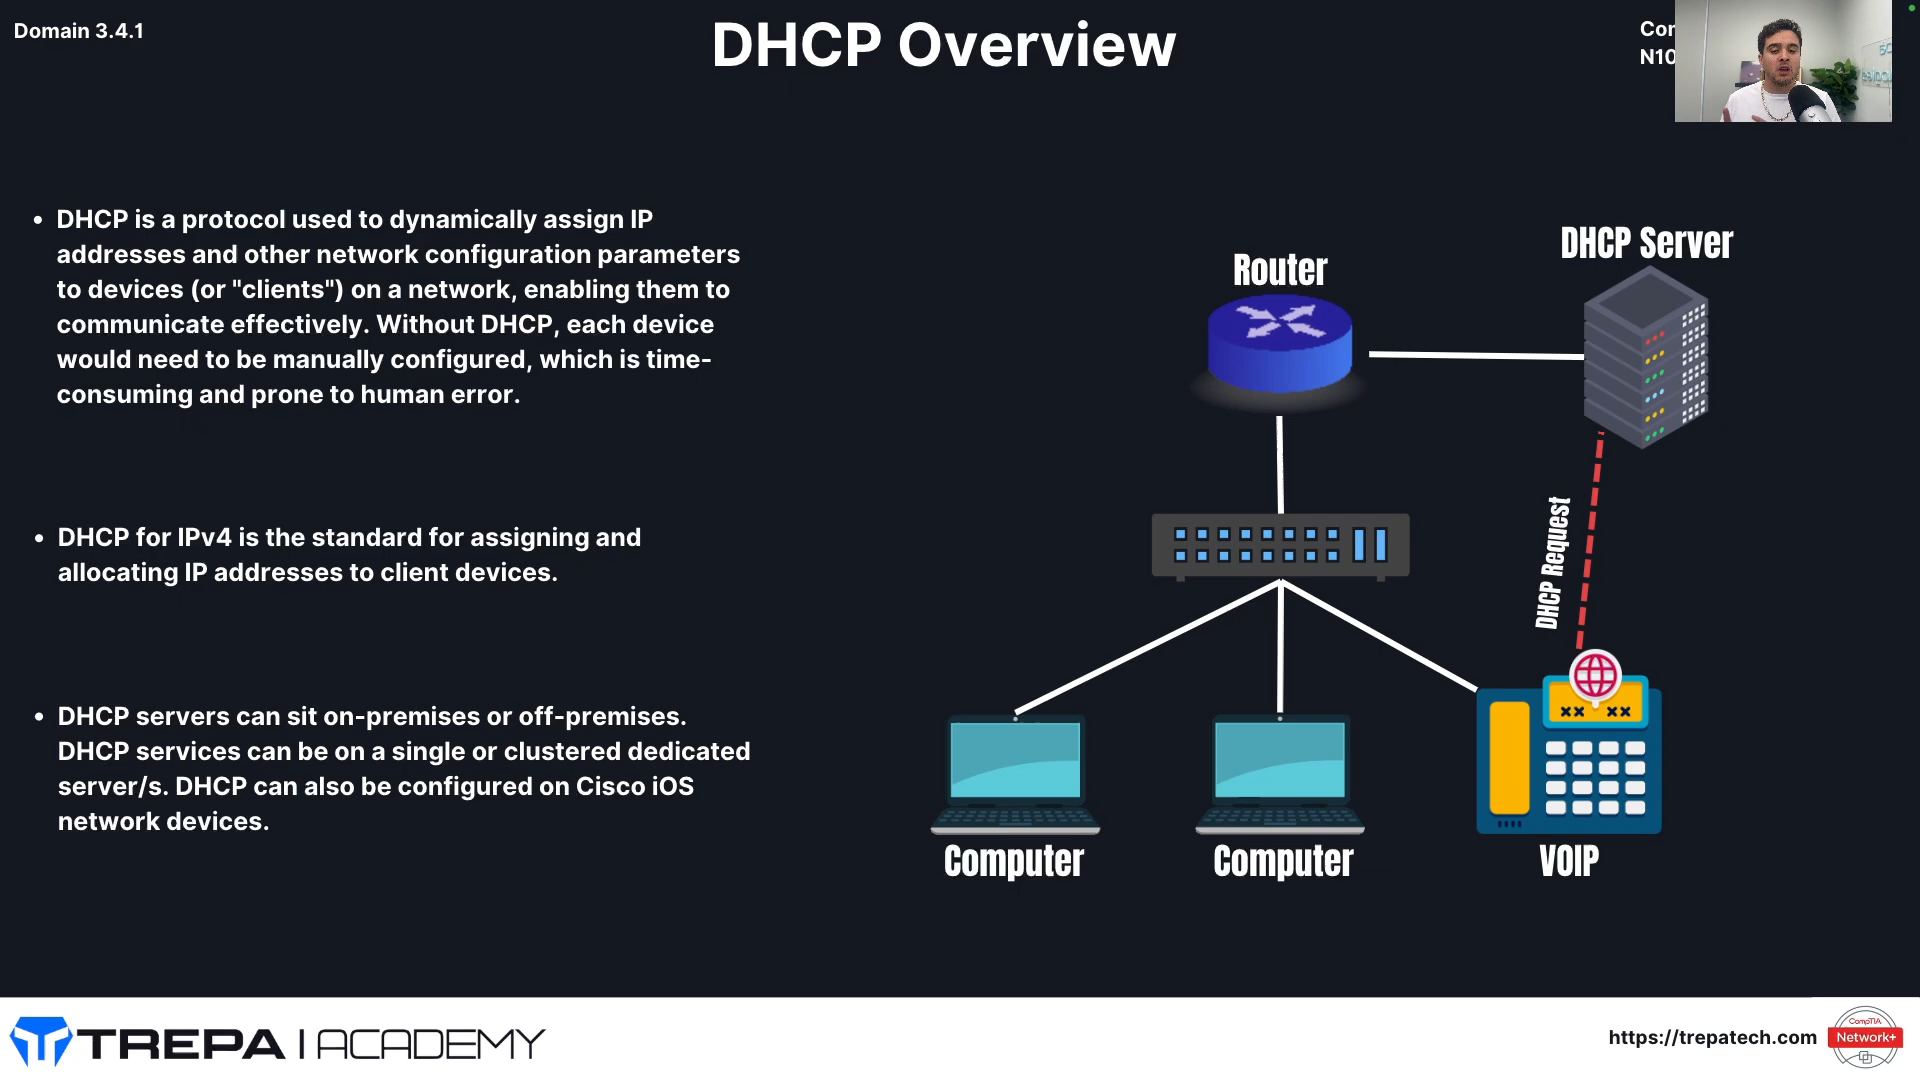 Domain 3.4.1
DHCP Overview
N10
• DHCP is a protocol used to dynamically assign IP
addresses and other network configuration parameters
to devices (or "clients") on a network, enabling them to
communicate effectively. Without DHCP, each device
would need to be manually configured, which is time-
consuming and prone to human error.
• DHCP for IPv4 is the standard for assigning and
allocating IP addresses to client devices.
• DHCP servers can sit on-premises or off-premises.
DHCP services can be on a single or clustered dedicated
server/s. DHCP can also be configured on Cisco iOS
network devices.
Router
DHCP Server
DHCP Request
Computer
Computer
VOIP
TREPA | ACADEMY
https://trepatech.com
CompTIA
Network+